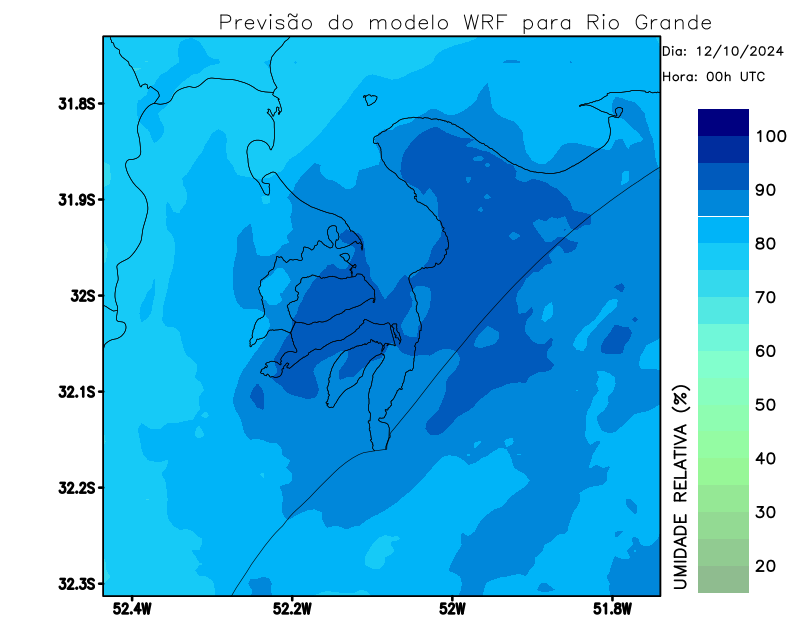 Previsão do modelo WRF para Rio Grande
Dia: 12/10/2024
Hora: 00h UTC
31.8S
31.9S
32S
32.1S
32.2S
32.3S
52.4W
52.2W
52W
51.8W
100
90
80
70
60
50
40
30
20
UMIDADE RELATIVA (%)